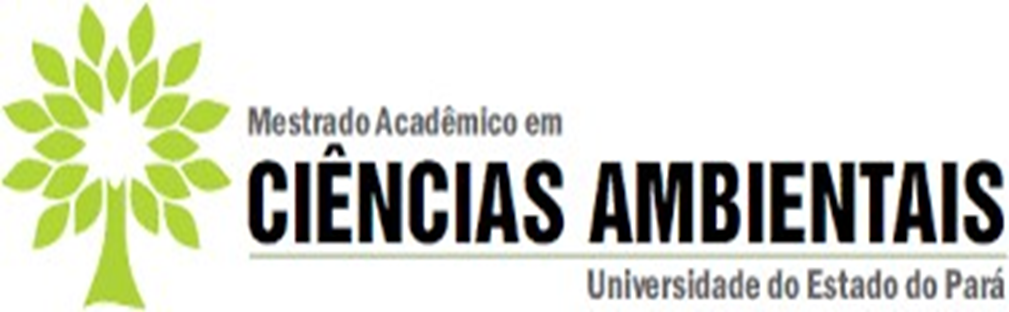 Mestrado Acadêmico em
CIÊNCIAS AMBIENTAIS
Universidade do Estado do Pará